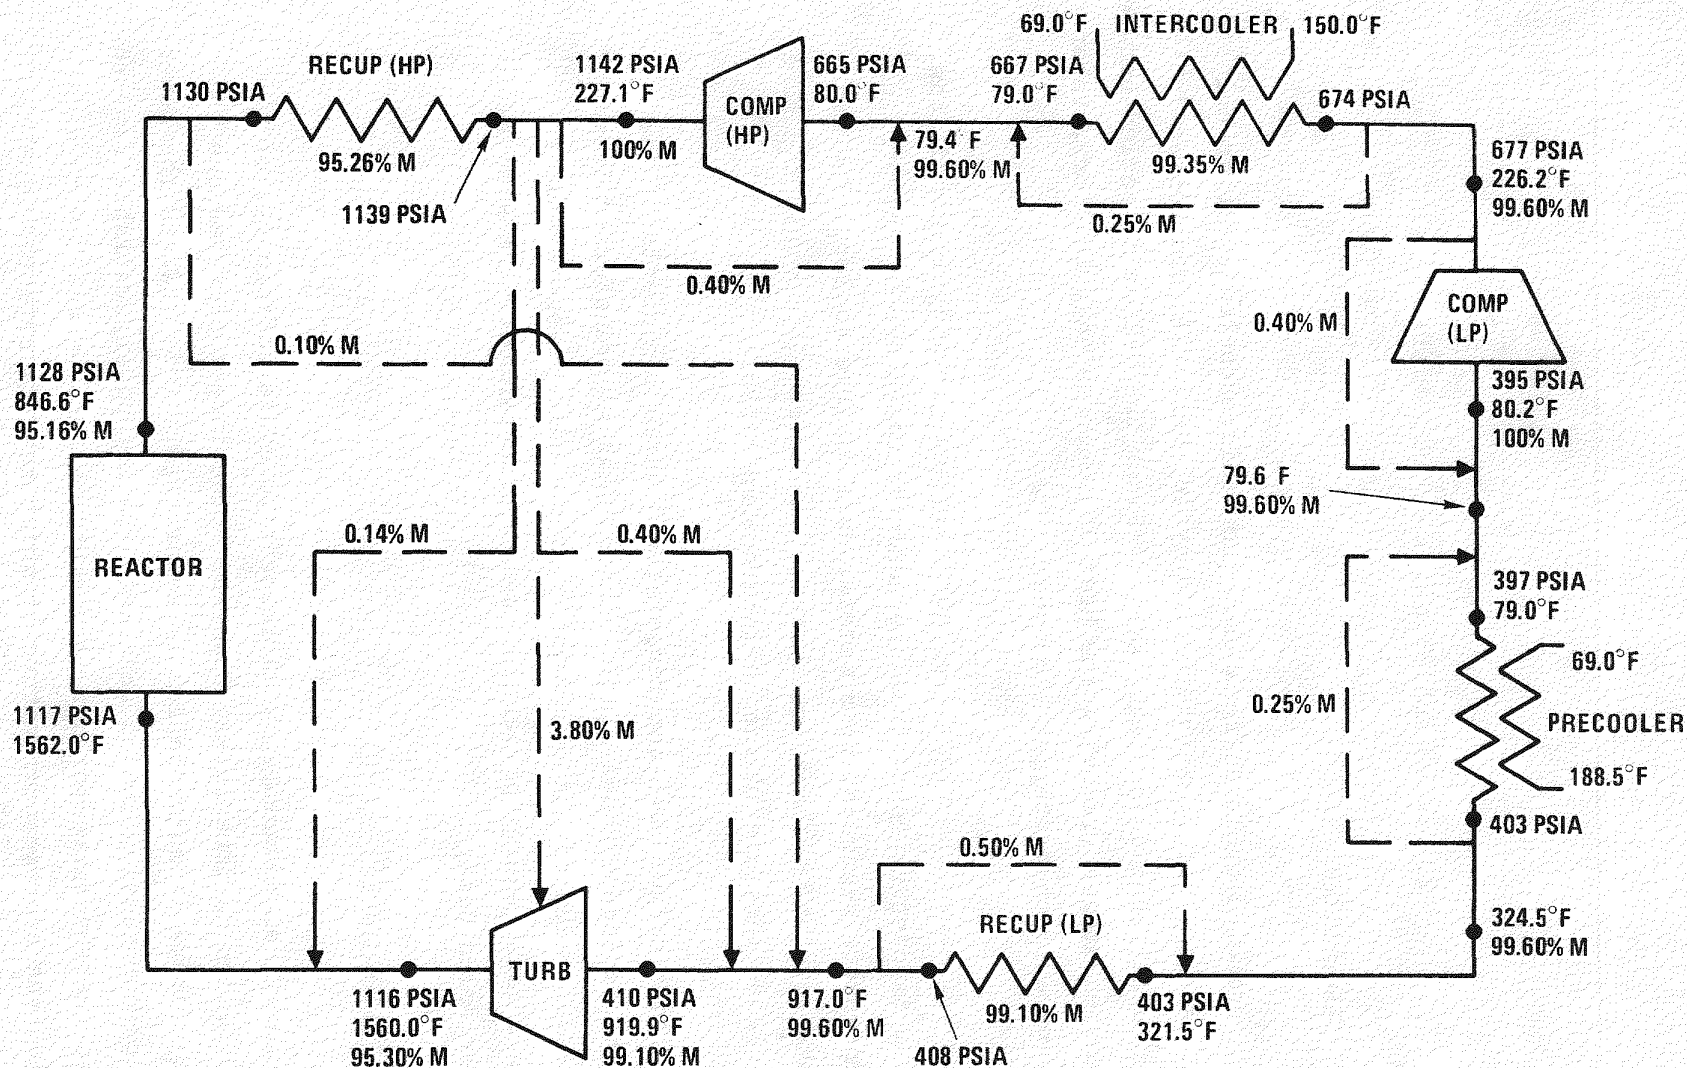 69.0°F INTERCOOLER 150.0°F
RECUP (HP)
1130 PSIA
95.26% M
1139 PSIA
1142 PSIA
227.1°F
100% M
COMP
(HP)
665 PSIA
80.0°F
79.4 F
99.60% M
667 PSIA
79.0°F
99.35% M
674 PSIA
0.25% M
677 PSIA
226.2°F
99.60% M
0.40% M
0.10% M
0.40% M
COMP
(LP)
1128 PSIA
846.6°F
95.16% M
395 PSIA
80.2°F
100% M
79.6 F
99.60% M
REACTOR
0.14% M
0.40% M
397 PSIA
79.0°F
69.0°F
0.25% M
PRECOOLER
188.5°F
1117 PSIA
1562.0°F
3.80% M
403 PSIA
0.50% M
RECUP (LP)
324.5°F
99.60% M
TURB
1116 PSIA
1560.0°F
95.30% M
410 PSIA
919.9°F
99.10% M
917.0°F
99.60% M
99.10% M
408 PSIA
403 PSIA
321.5°F